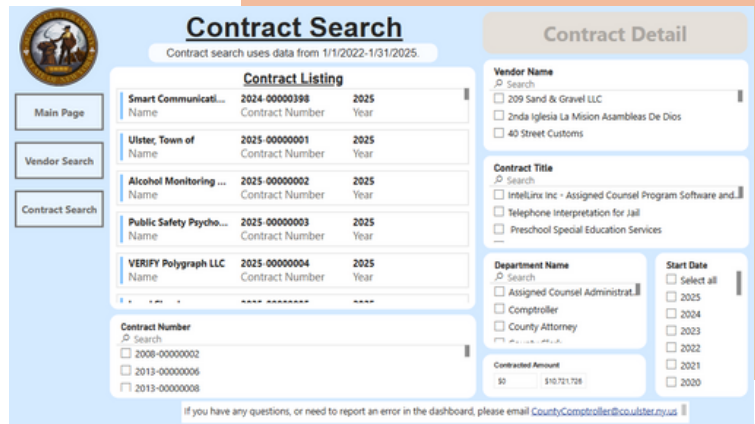 Contract Search
Contract search uses data from 1/1/2022-1/31/2025.
Contract Detail
Main Page
Vendor Search
Contract Search
Contract Listing
Smart Communicati... 2024-00000398 2025
Name Contract Number Year
Ulster, Town of 2025-00000001 2025
Name Contract Number Year
Alcohol Monitoring ... 2025-00000002 2025
Name Contract Number Year
Public Safety Psycho... 2025-00000003 2025
Name Contract Number Year
VERIFY Polygraph LLC 2025-00000004 2025
Name Contract Number Year
Contract Number
Search
2008-00000002
2013-00000006
2013-00000008
Vendor Name
Search
209 Sand & Gravel LLC
2nda Iglesia La Mision Asambleas De Dios
40 Street Customs
Contract Title
Search
IntelLinx Inc - Assigned Counsel Program Software and...
Telephone Interpretation for Jail
Preschool Special Education Services
Department Name
Search
Assigned Counsel Administrat...
Comptroller
County Attorney
Start Date
Select all
2025
2024
2023
2022
2021
2020
Contracted Amount
$0 $10,721,726
If you have any questions, or need to report an error in the dashboard, please email CountyComptroller@co.ulster.ny.us